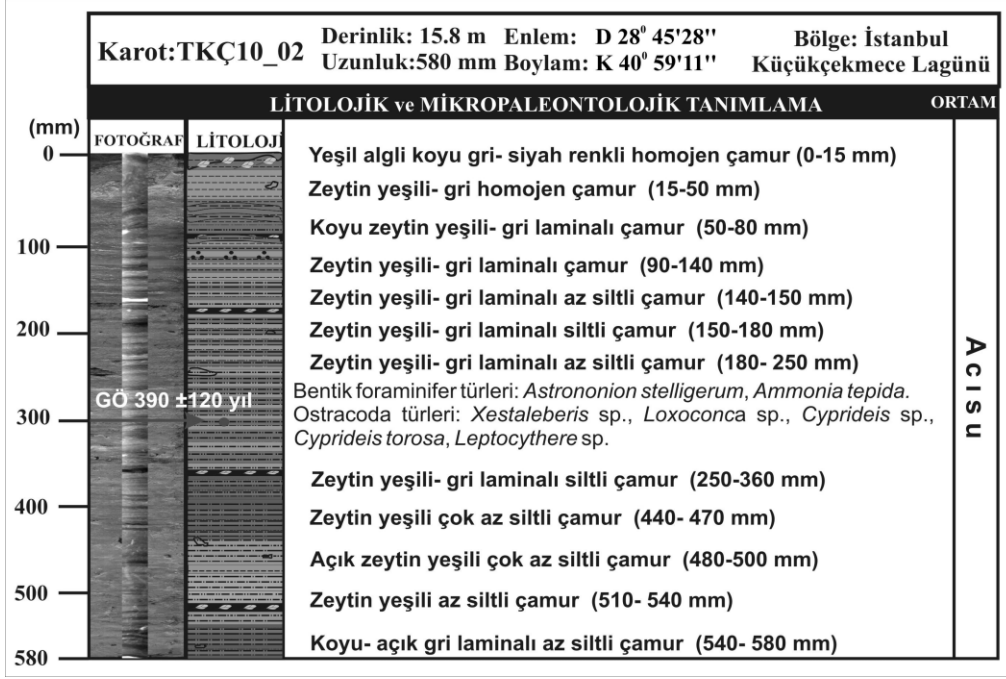 Karot:TKÇ10_02
Derinlik: 15.8 m Enlem: D 28⁰ 45'28''
Uzunluk:580 mm Boylam: K 40⁰ 59'11''
Bölge: İstanbul
Küçükçekmece Lagünü
LİTOLOJİK ve MİKROPALEONTOLOJİK TANIMLAMA
ORTAM
(mm)
FOTOĞRAF
LİTOLOJİ
0
100
200
300
400
500
580
GÖ 390 ±120 yıl
Yeşil algli koyu gri- siyah renkli homojen çamur (0-15 mm)
Zeytin yeşili- gri homojen çamur (15-50 mm)
Koyu zeytin yeşili- gri laminalı çamur (50-80 mm)
Zeytin yeşili- gri laminalı çamur (90-140 mm)
Zeytin yeşili- gri laminalı az siltli çamur (140-150 mm)
Zeytin yeşili- gri laminalı siltli çamur (150-180 mm)
Zeytin yeşili- gri laminalı az siltli çamur (180- 250 mm)
Bentik foraminifer türleri: Astrononion stelligerum, Ammonia tepida.
Ostracoda türleri: Xestaleberis sp., Loxoconca sp., Cyprideis sp.,
Cyprideis torosa, Leptocythere sp.
Zeytin yeşili- gri laminalı siltli çamur (250-360 mm)
Zeytin yeşili çok az siltli çamur (440- 470 mm)
Açık zeytin yeşili çok az siltli çamur (480-500 mm)
Zeytin yeşili az siltli çamur (510- 540 mm)
Koyu- açık gri laminalı az siltli çamur (540- 580 mm)
Acısu